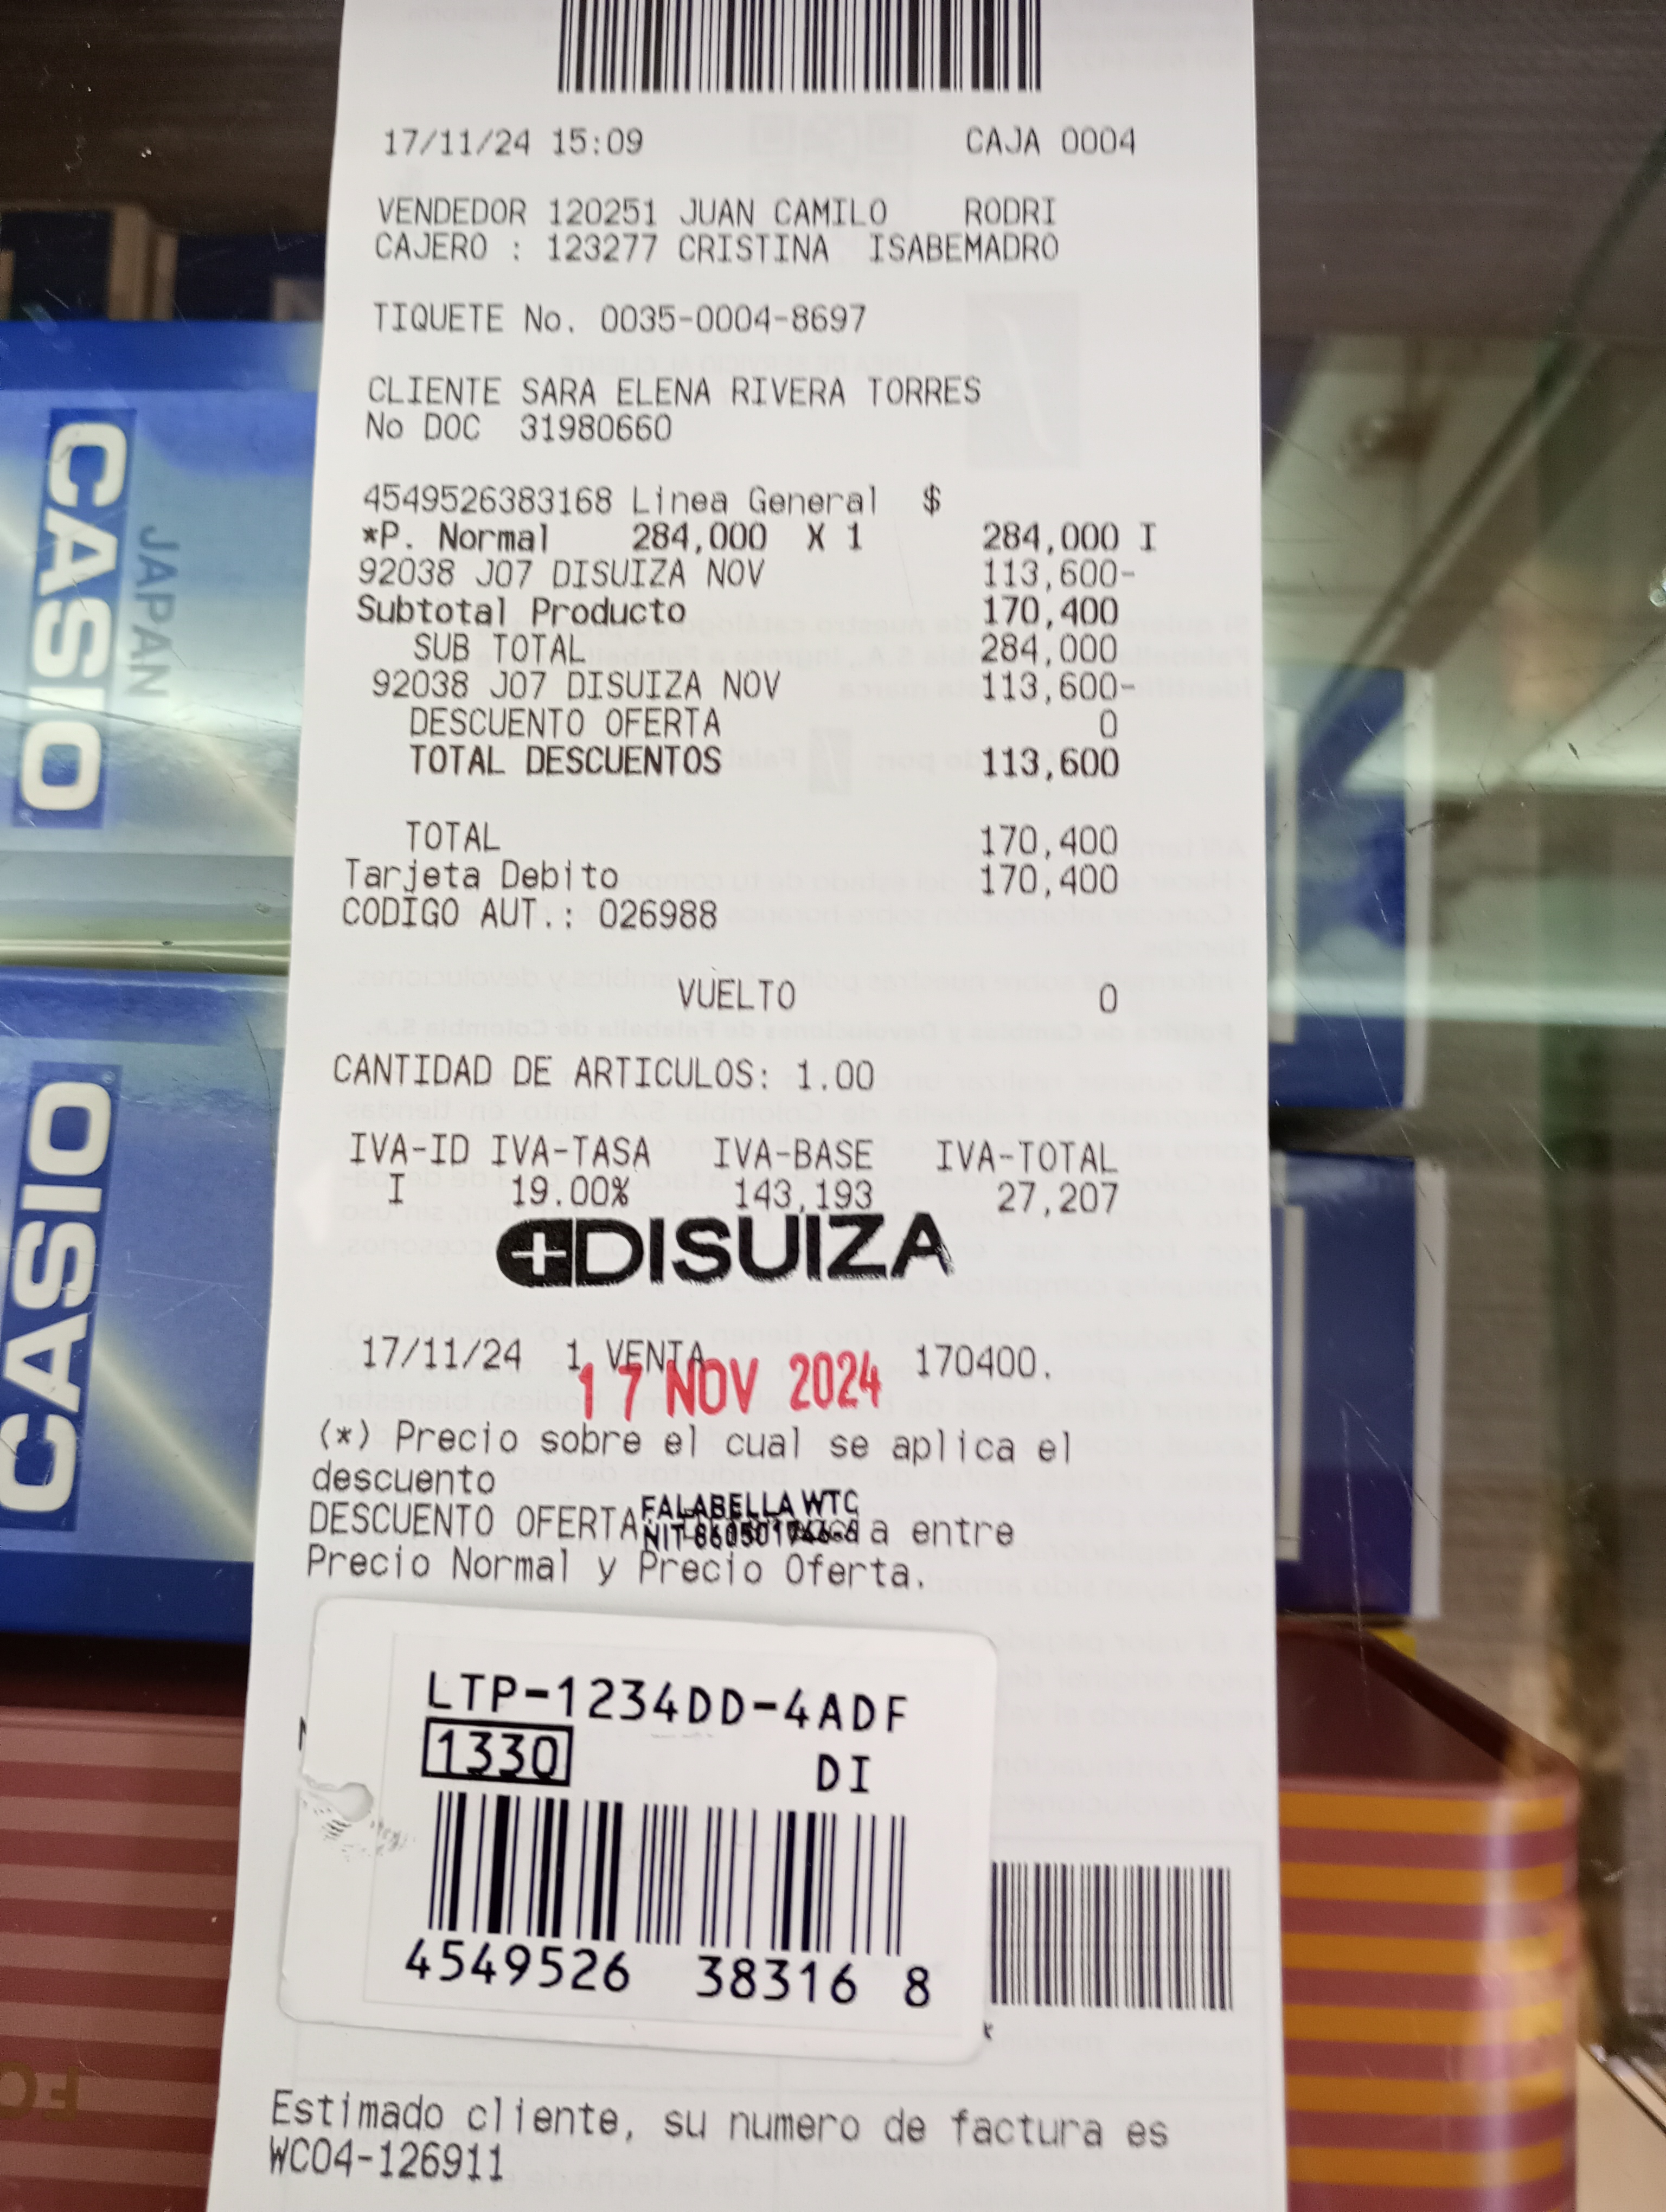 17/11/24 15:09 CAJA 0004
VENDEDOR 120251 JUAN CAMILO RODRI
CAJERO : 123277 CRISTINA ISABEMADRO
TIQUETE No. 0035-0004-8697
CLIENTE SARA ELENA RIVERA TORRES
No DOC 31980660
4549526383168 Linea General $
*P. Normal 284,000 X 1 284,000 I
92038 J07 DISUIZA NOV 113,600-
Subtotal Producto 170,400
SUB TOTAL 284,000
92038 J07 DISUIZA NOV 113,600-
DESCUENTO OFERTA 0
TOTAL DESCUENTOS 113,600
TOTAL 170,400
Tarjeta Debito 170,400
CODIGO AUT.: 026988
VUELTO 0
CANTIDAD DE ARTICULOS: 1.00
IVA-ID IVA-TASA IVA-BASE IVA-TOTAL
I 19.00% 143,193 27,207
DISUIZA
17/11/24 1 VENTA 170400.
17 NOV 2024
(*) Precio sobre el cual se aplica el
descuento
FALABELLA WTC
DESCUENTO OFERTA entre
Precio Normal y Precio Oferta.
LTP-1234DD-4ADF
1330 DI
4549526 38316 8
Estimado cliente, su numero de factura es
WC04-126911
CASIO
JAPAN
CASIO